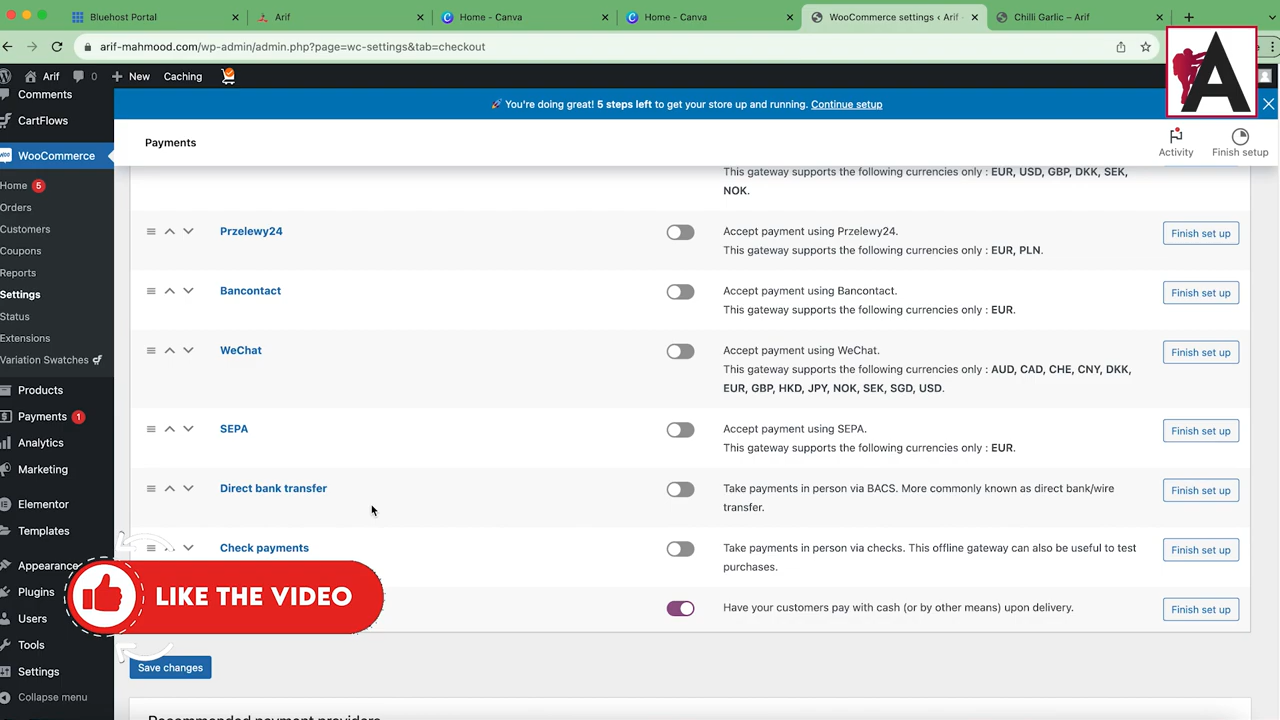 Bluehost Portal
Arif
Home - Canva
Home - Canva
WooCommerce settings ‹ Arif -
Chilli Garlic – Arif
arif-mahmood.com/wp-admin/admin.php?page=wc-settings&tab=checkout
Arif
0
New
Caching
A
Comments
CartFlows
WooCommerce
Home 5
Orders
Customers
Coupons
Reports
Settings
Status
Extensions
Variation Swatches
Products
Payments 1
Analytics
Marketing
Elementor
Templates
Appearance
Plugins
Users
Tools
Settings
Collapse menu
🚀 You're doing great! 5 steps left to get your store up and running. Continue setup
Payments
Activity
Finish setup
This gateway supports the following currencies only : EUR, USD, GBP, DKK, SEK,
NOK.
Przelewy24
Accept payment using Przelewy24.
This gateway supports the following currencies only : EUR, PLN.
Finish set up
Bancontact
Accept payment using Bancontact.
This gateway supports the following currencies only : EUR.
Finish set up
WeChat
Accept payment using WeChat.
This gateway supports the following currencies only : AUD, CAD, CHE, CNY, DKK,
EUR, GBP, HKD, JPY, NOK, SEK, SGD, USD.
Finish set up
SEPA
Accept payment using SEPA.
This gateway supports the following currencies only : EUR.
Finish set up
Direct bank transfer
Take payments in person via BACS. More commonly known as direct bank/wire
transfer.
Finish set up
Check payments
Take payments in person via checks. This offline gateway can also be useful to test
purchases.
Finish set up
LIKE THE VIDEO
Have your customers pay with cash (or by other means) upon delivery.
Finish set up
Save changes
Recommended payment providers